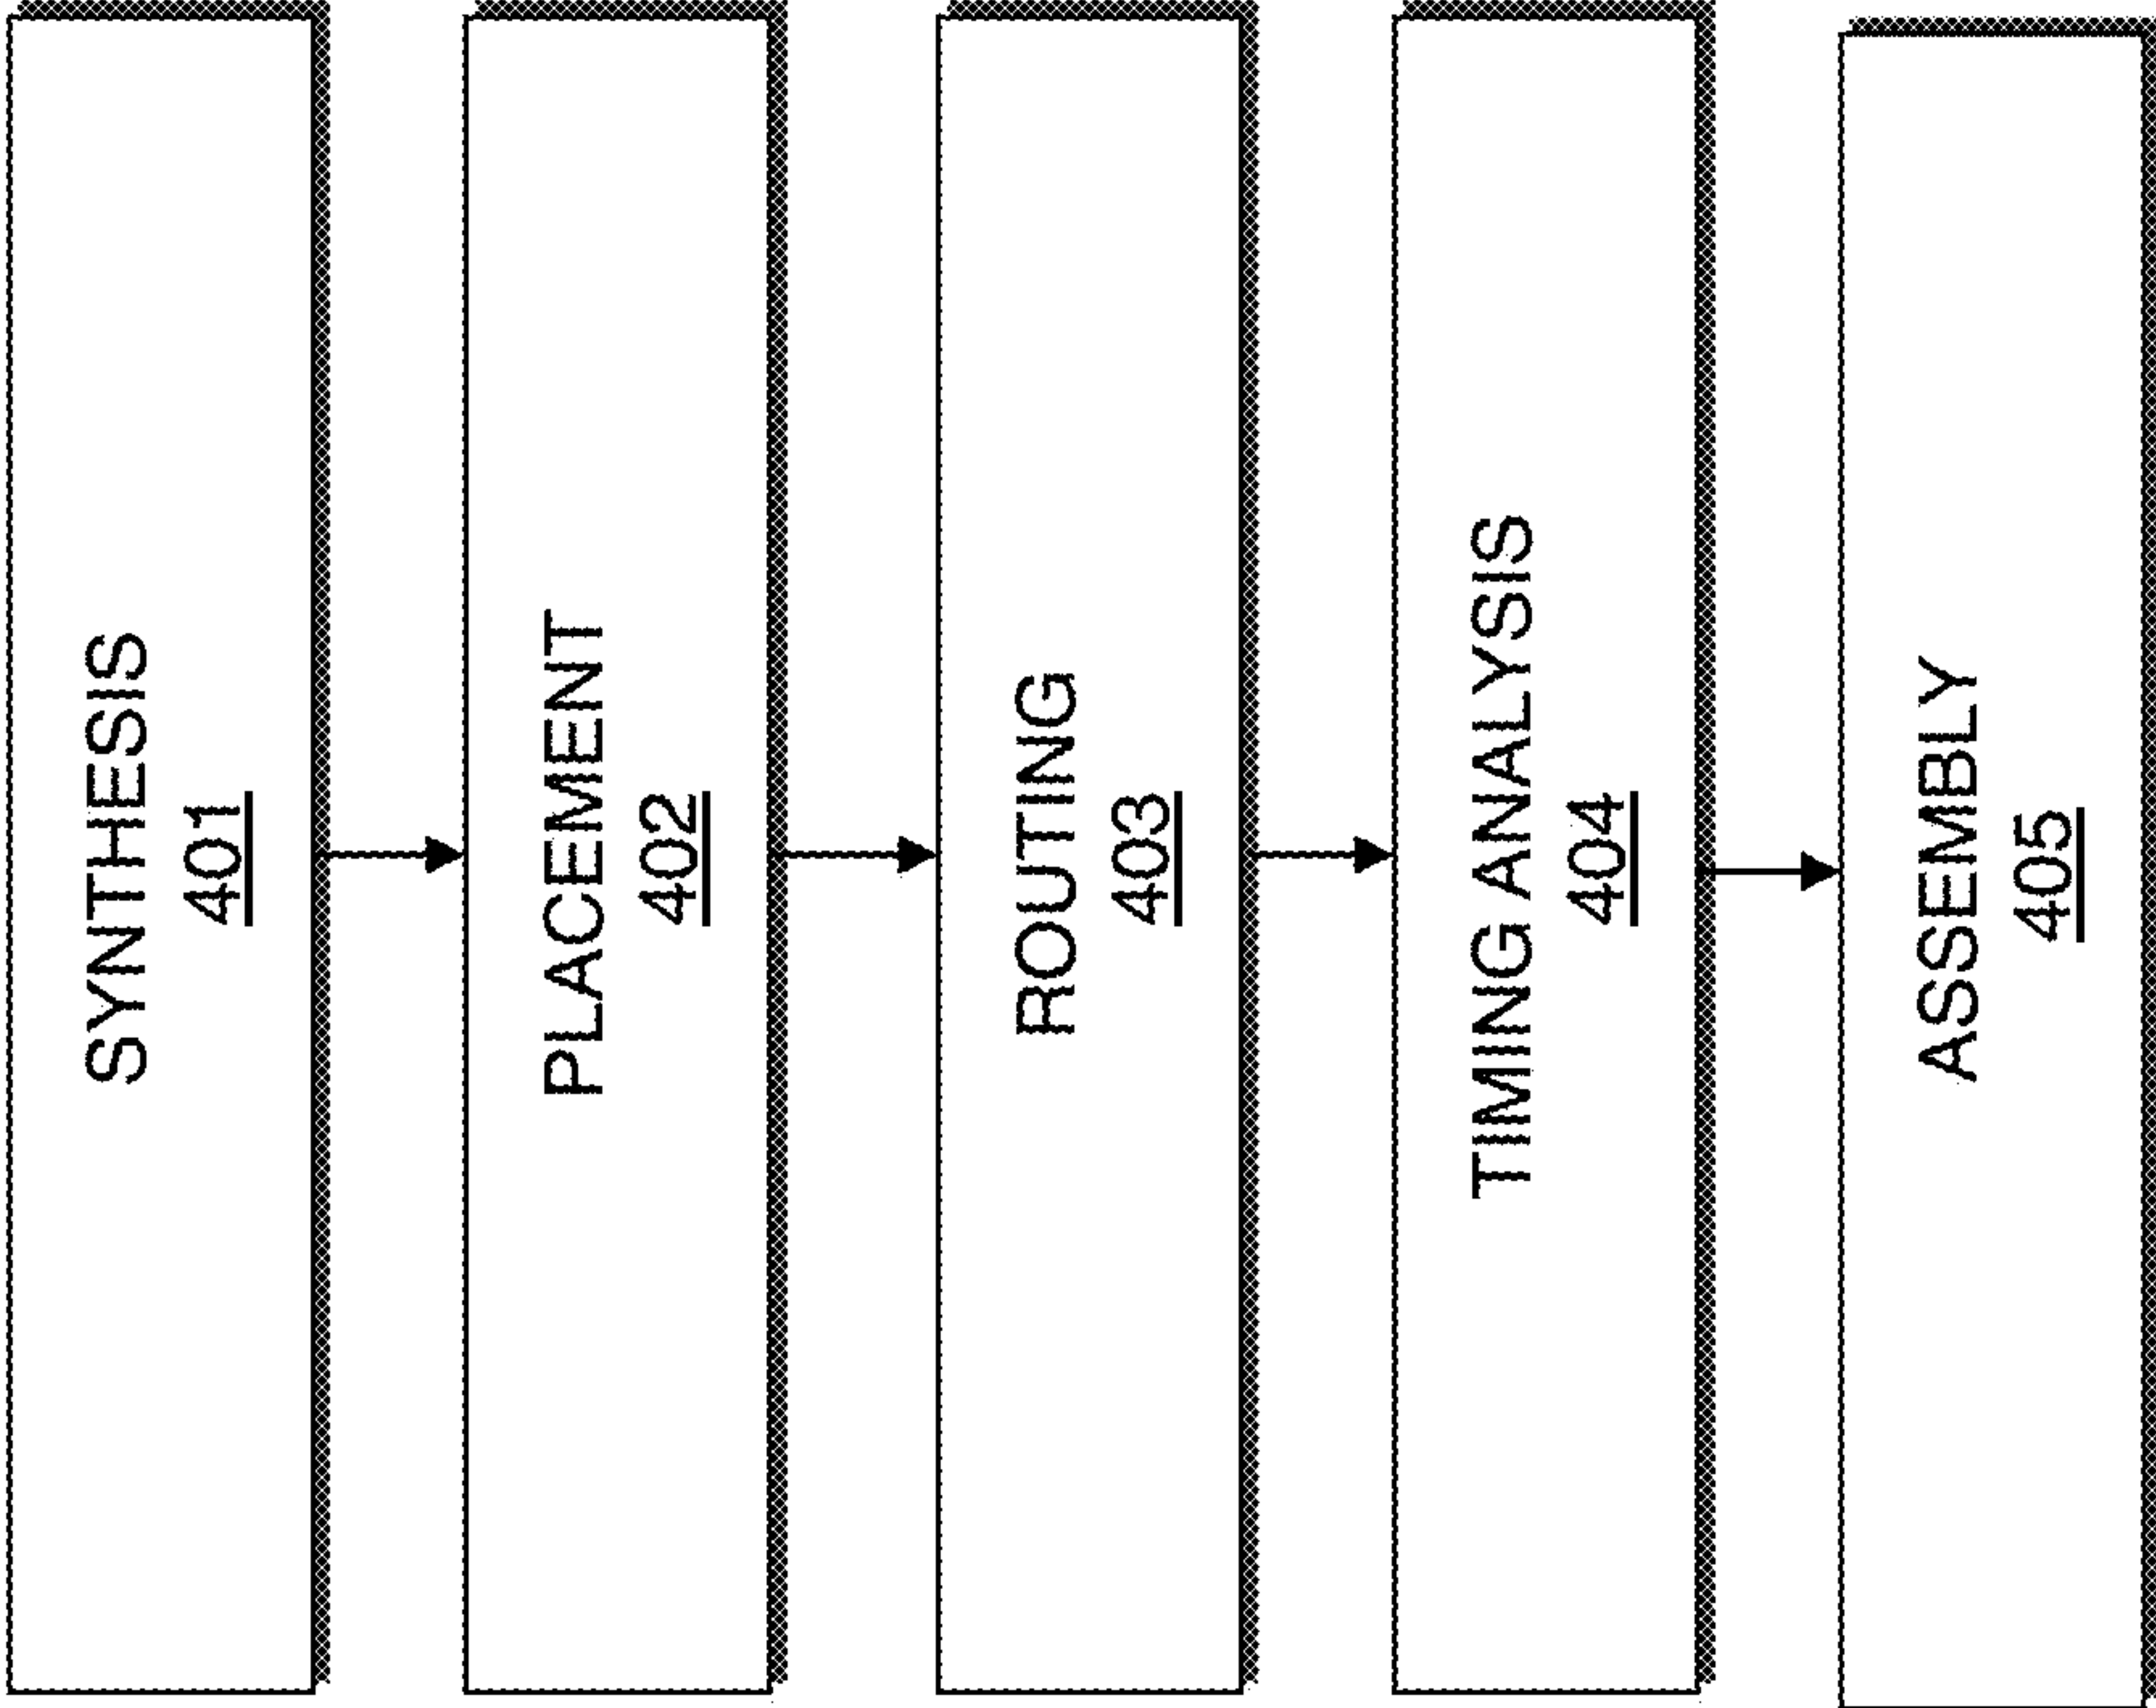 SYNTHESIS
401
PLACEMENT
402
ROUTING
403
TIMING ANALYSIS
404
ASSEMBLY
405